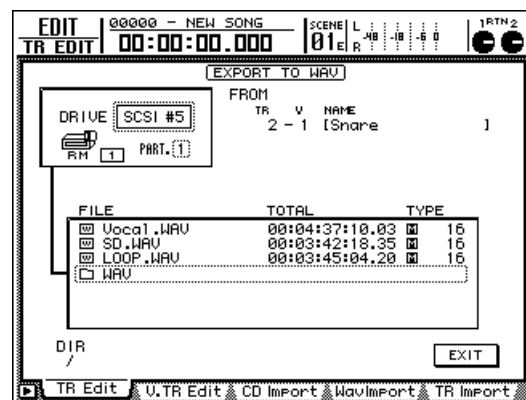 EDIT
TR EDIT
00000 - NEW SONG
00:00:00.000
SCENE
01e
L
R
-48 -18 -6 0
1RTN2
EXPORT TO WAV
DRIVE SCSI #5
RM 1 PART. 1
FROM
TR V NAME
2 - 1 [Snare ]
FILE TOTAL TYPE
W Vocal.WAV 00:04:37:10.03 M 16
W SD.WAV 00:03:42:18.35 M 16
W LOOP.WAV 00:03:45:04.20 M 16
WAV
DIR
/
EXIT
TR Edit V.TR Edit CD Import WavImport TR Import